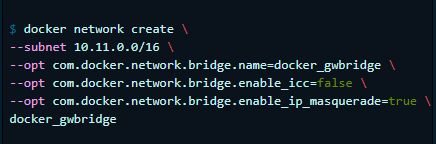 $ docker network create \
--subnet 10.11.0.0/16 \
--opt com.docker.network.bridge.name=docker_gwbridge \
--opt com.docker.network.bridge.enable_icc=false \
--opt com.docker.network.bridge.enable_ip_masquerade=true \
docker_gwbridge